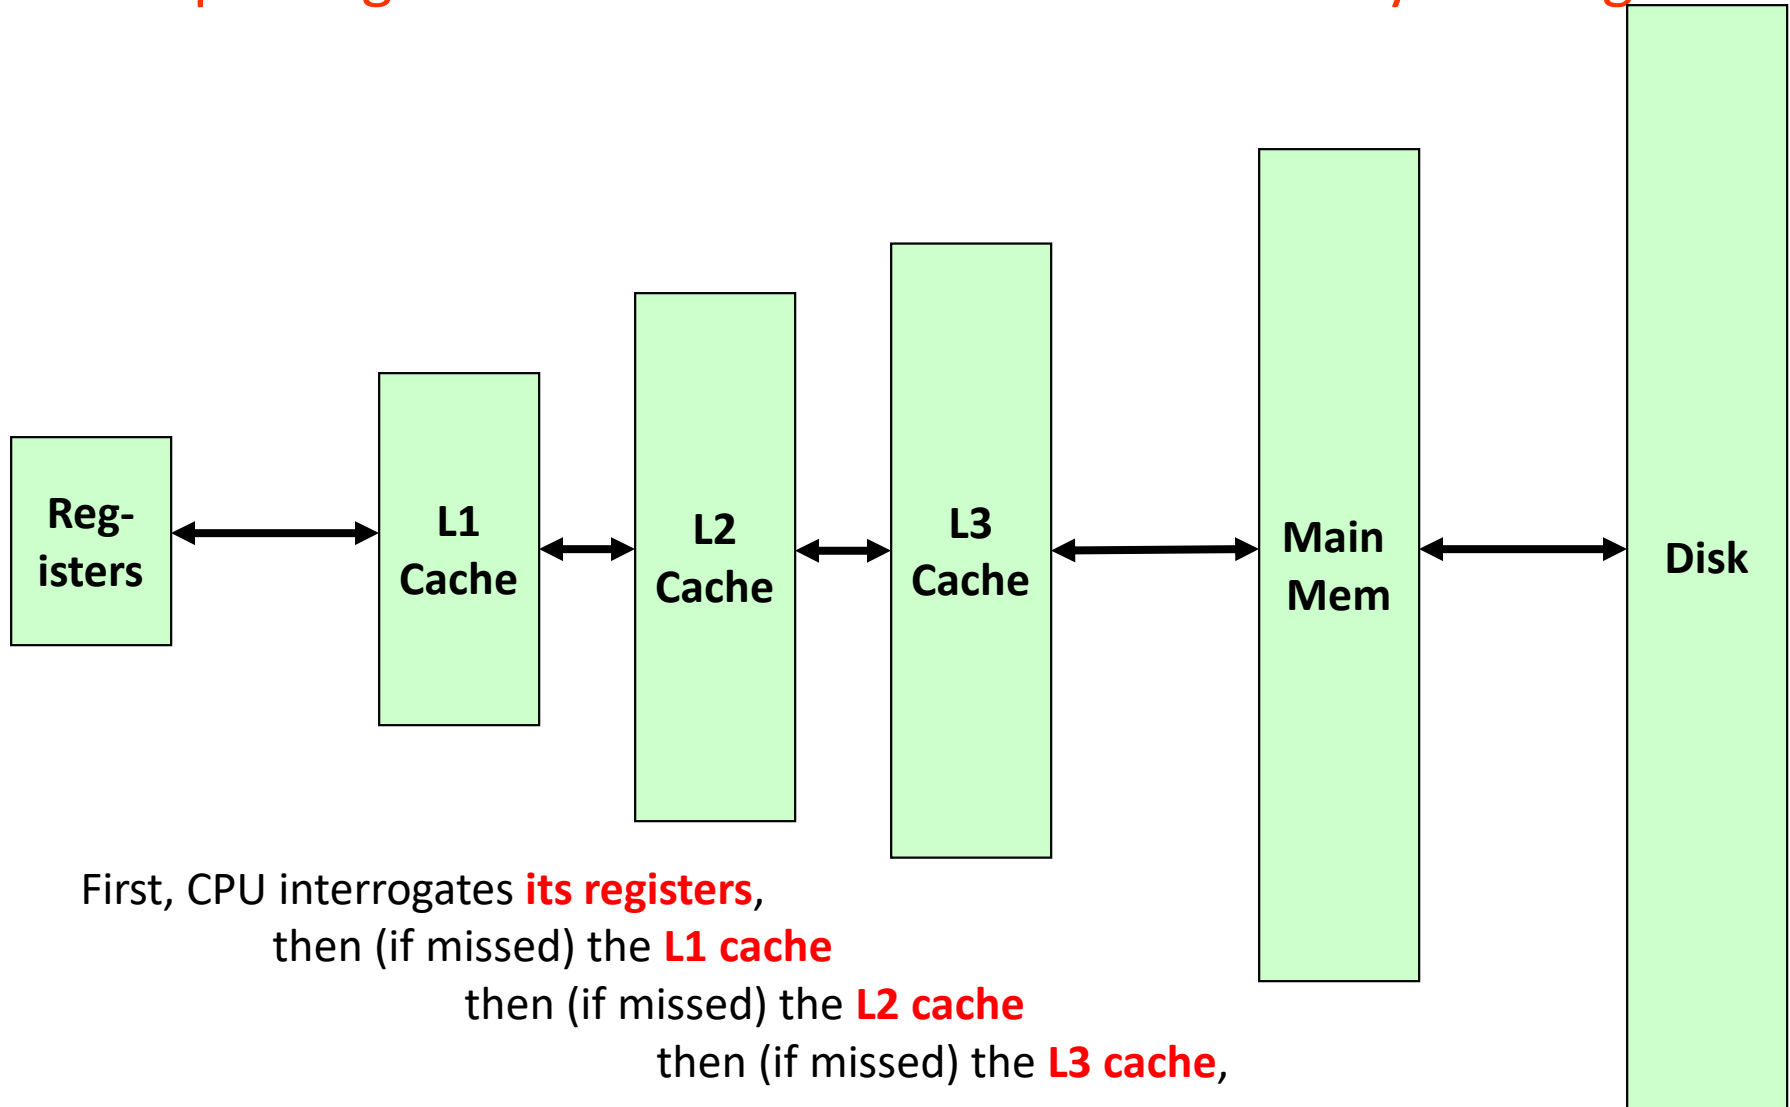 Reg-
isters
L1
Cache
L2
Cache
L3
Cache
Main
Mem
Disk
First, CPU interrogates its registers,
then (if missed) the L1 cache
then (if missed) the L2 cache
then (if missed) the L3 cache,